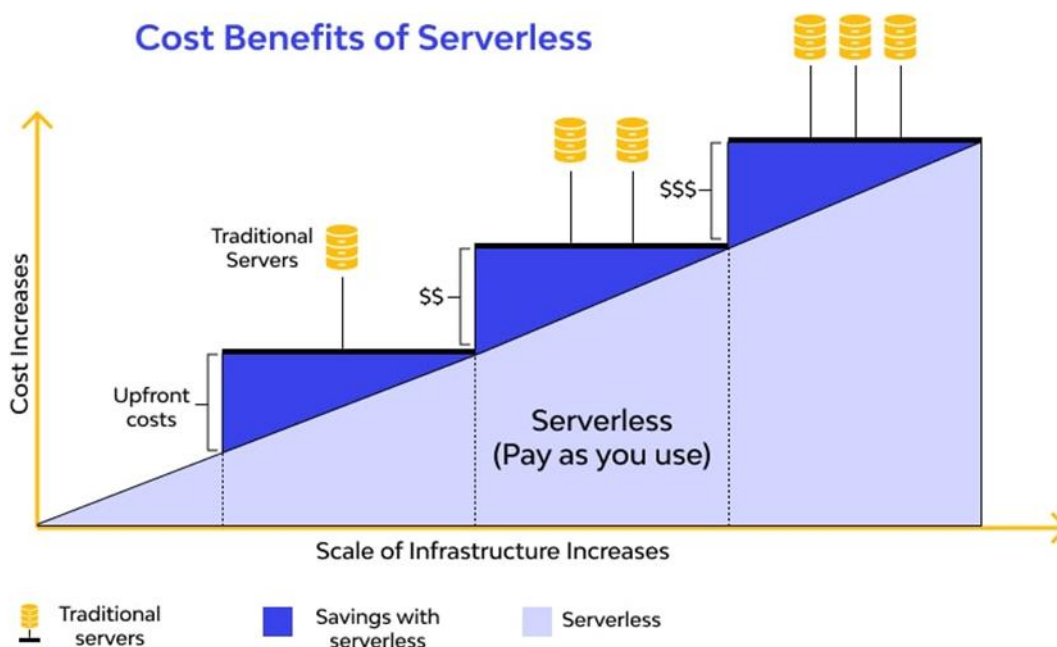 Cost Benefits of Serverless
$$$
Traditional
Servers
$$
Upfront
costs
Cost Increases
Serverless
(Pay as you use)
Scale of Infrastructure Increases
Traditional
servers
Savings with
serverless
Serverless